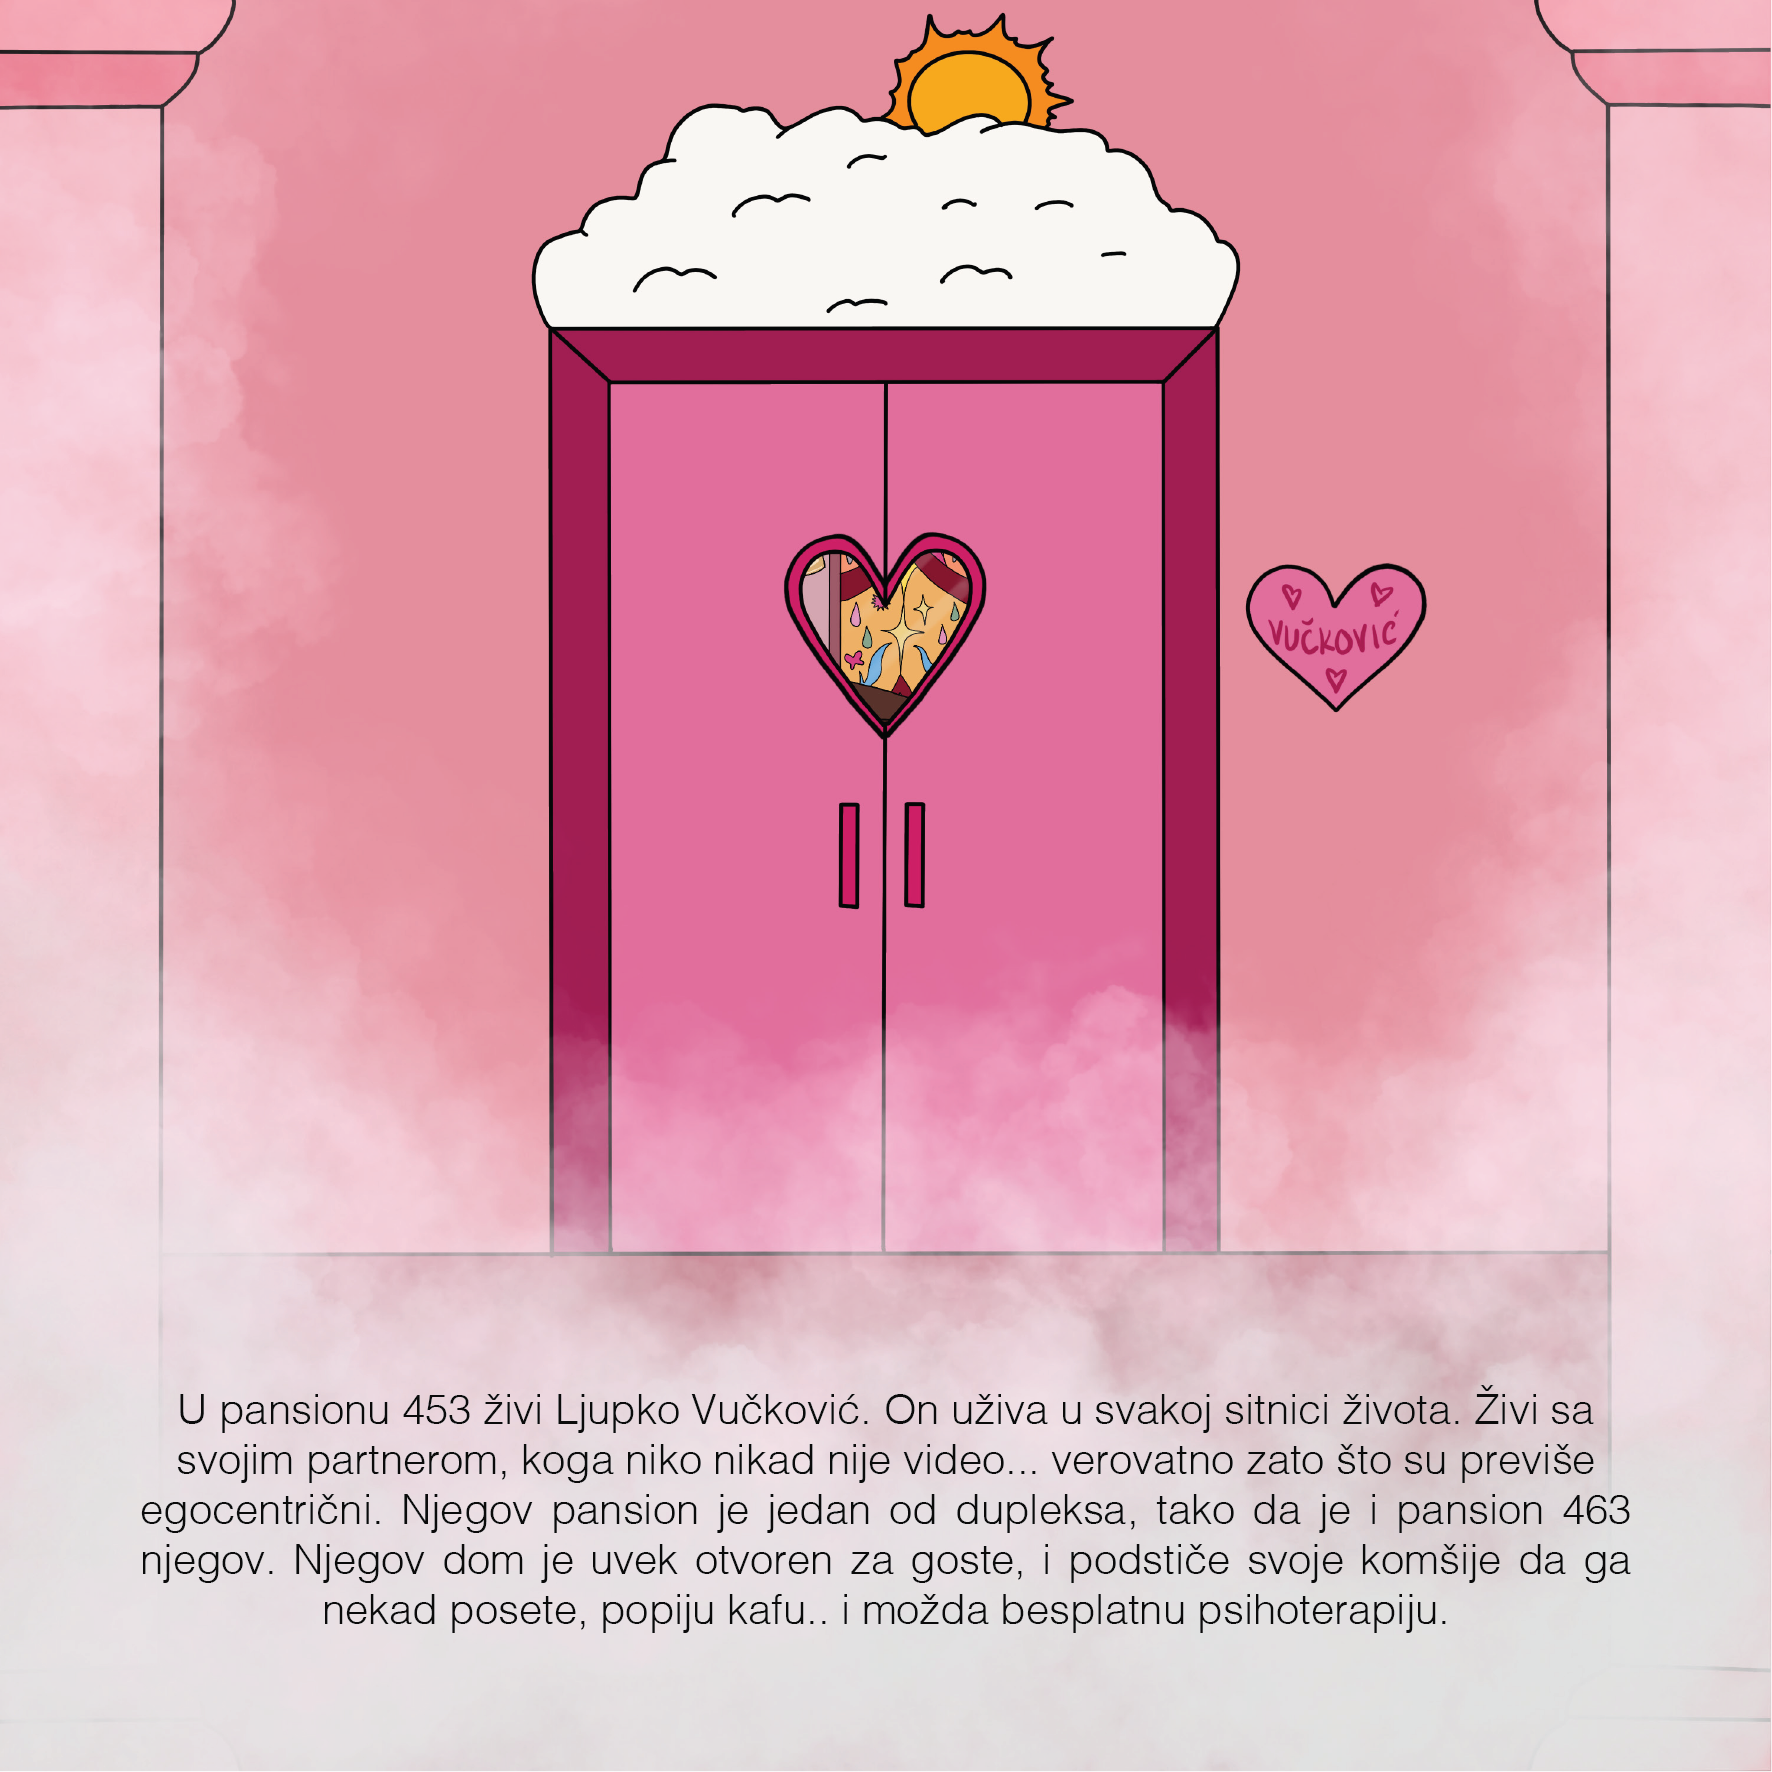 VUČKOVIĆ
U pansionu 453 živi Ljupko Vučković. On uživa u svakoj sitnici života. Živi sa
svojim partnerom, koga niko nikad nije video... verovatno zato što su previše
egocentrični. Njegov pansion je jedan od dupleksa, tako da je i pansion 463
njegov. Njegov dom je uvek otvoren za goste, i podstiče svoje komšije da ga
nekad posete, popiju kafu.. i možda besplatnu psihoterapiju.